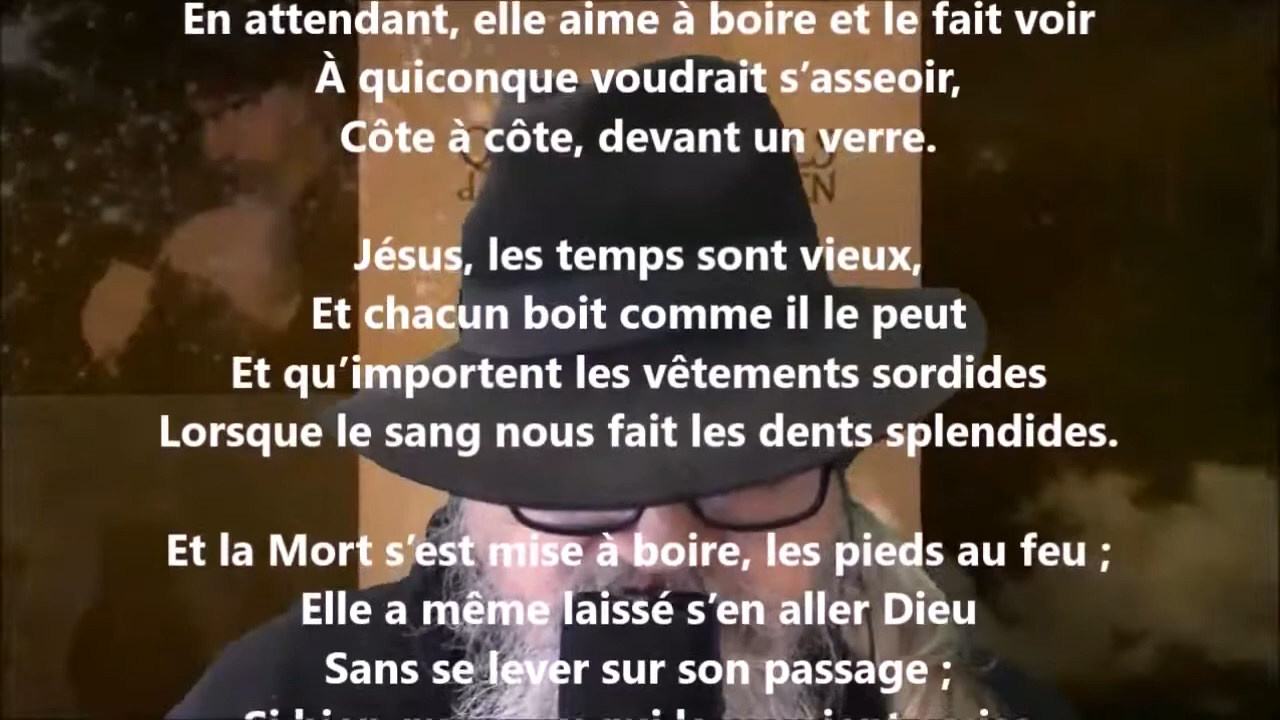 En attendant, elle aime à boire et le fait voir
À quiconque voudrait s’asseoir,
Côte à côte, devant un verre.
Jésus, les temps sont vieux,
Et chacun boit comme il le peut
Et qu’importent les vêtements sordides
Lorsque le sang nous fait les dents splendides.
Et la Mort s’est mise à boire, les pieds au feu ;
Elle a même laissé s’en aller Dieu
Sans se lever sur son passage ;